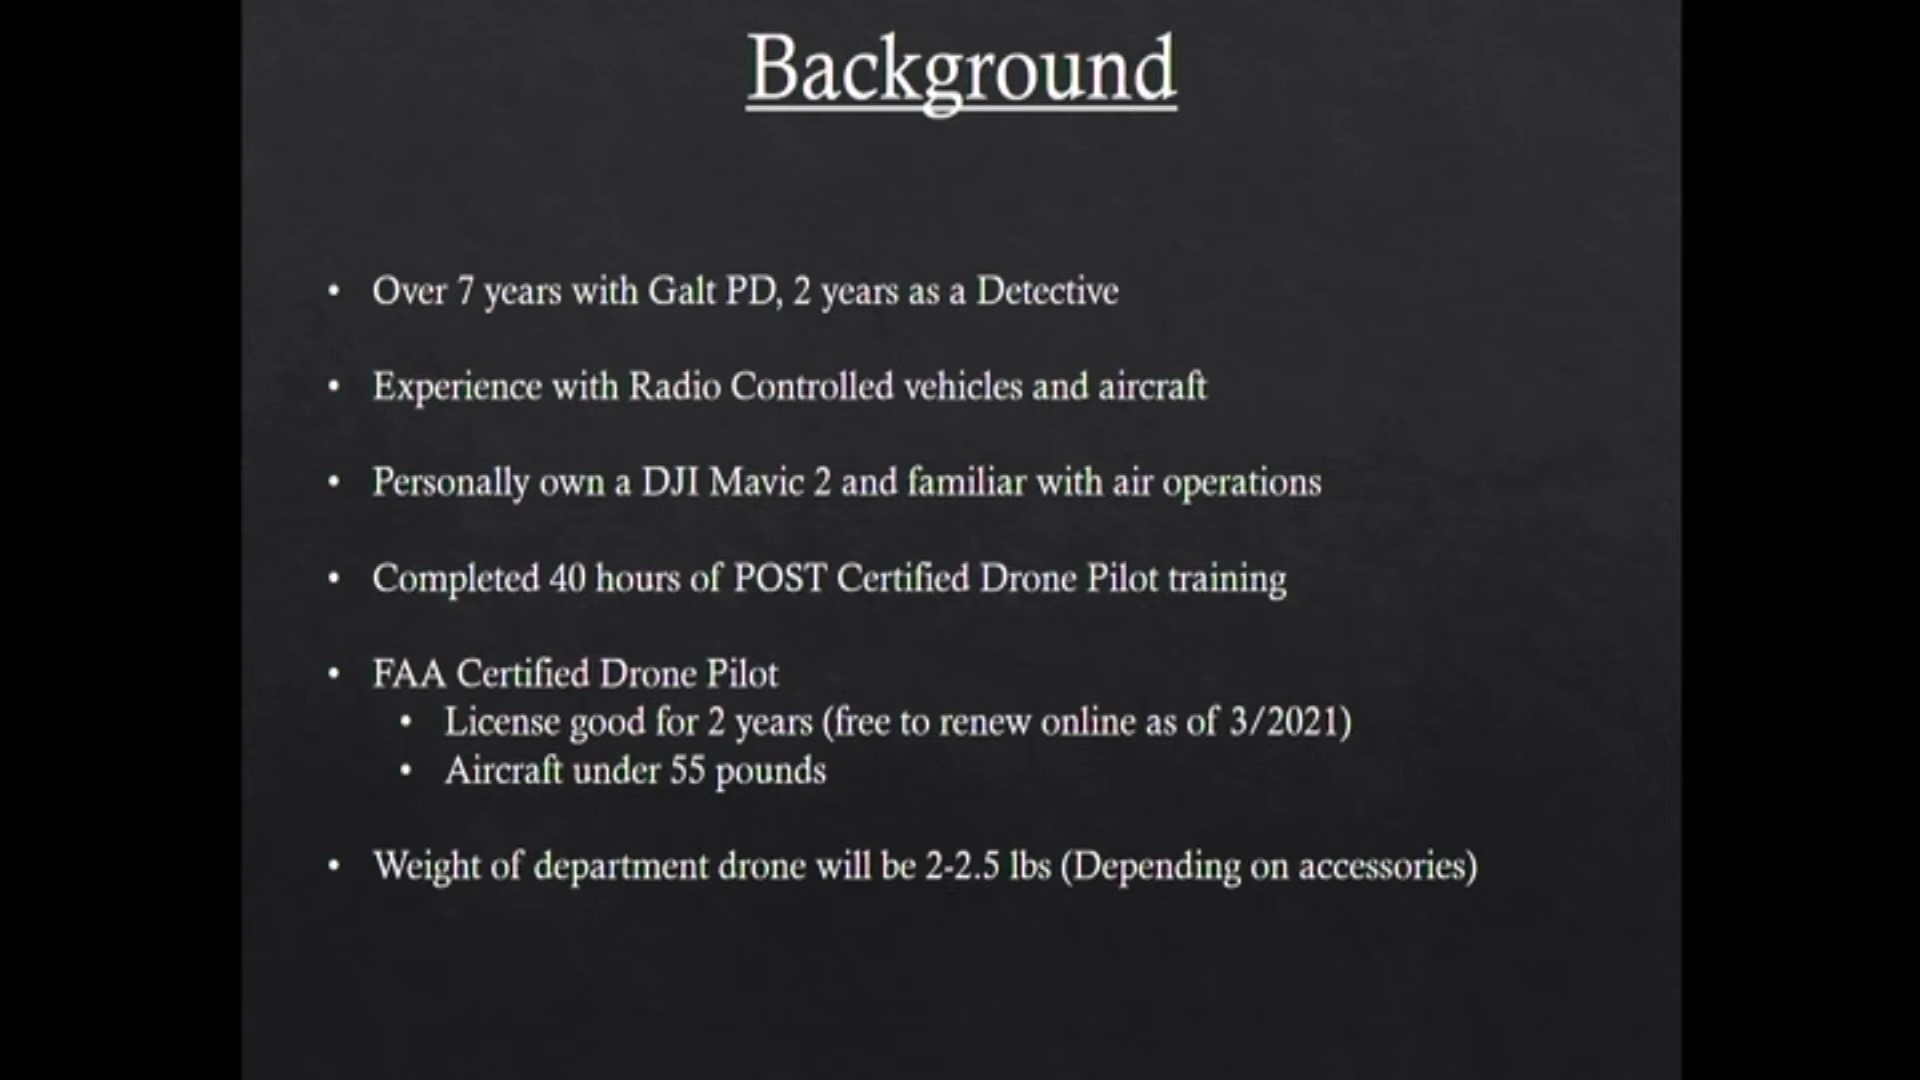 Background
• Over 7 years with Galt PD, 2 years as a Detective
• Experience with Radio Controlled vehicles and aircraft
• Personally own a DJI Mavic 2 and familiar with air operations
• Completed 40 hours of POST Certified Drone Pilot training
• FAA Certified Drone Pilot
• License good for 2 years (free to renew online as of 3/2021)
• Aircraft under 55 pounds
• Weight of department drone will be 2-2.5 lbs (Depending on accessories)